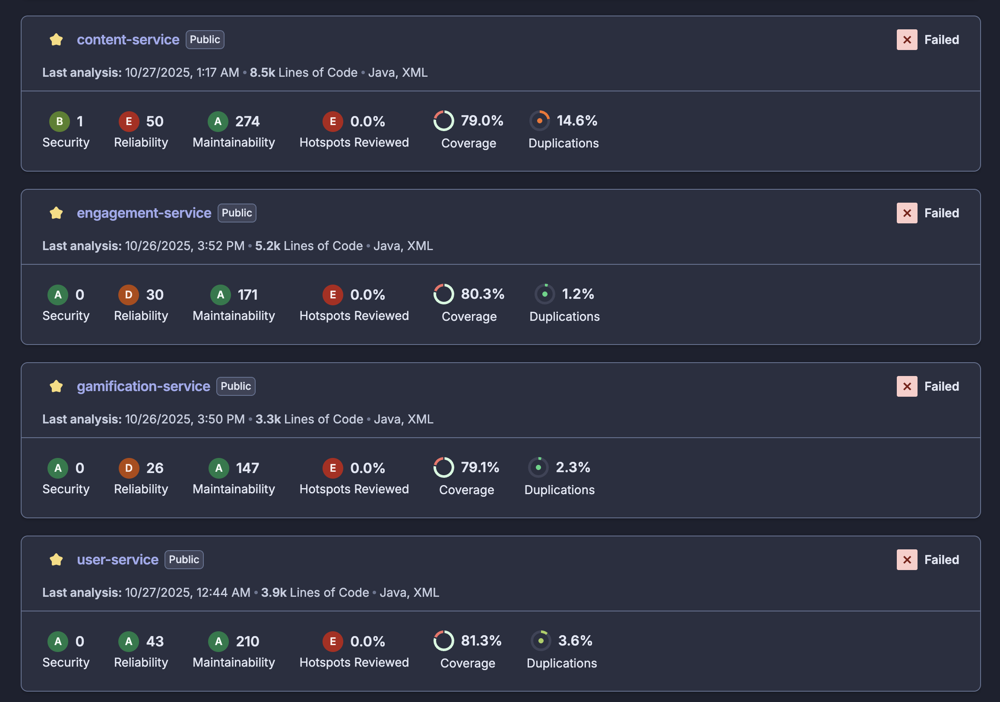 content-service Public Failed
Last analysis: 10/27/2025, 1:17 AM • 8.5k Lines of Code • Java, XML
B 1 E 50 A 274 E 0.0% 79.0% 14.6%
Security Reliability Maintainability Hotspots Reviewed Coverage Duplications
engagement-service Public Failed
Last analysis: 10/26/2025, 3:52 PM • 5.2k Lines of Code • Java, XML
A 0 D 30 A 171 E 0.0% 80.3% 1.2%
Security Reliability Maintainability Hotspots Reviewed Coverage Duplications
gamification-service Public Failed
Last analysis: 10/26/2025, 3:50 PM • 3.3k Lines of Code • Java, XML
A 0 D 26 A 147 E 0.0% 79.1% 2.3%
Security Reliability Maintainability Hotspots Reviewed Coverage Duplications
user-service Public Failed
Last analysis: 10/27/2025, 12:44 AM • 3.9k Lines of Code • Java, XML
A 0 A 43 A 210 E 0.0% 81.3% 3.6%
Security Reliability Maintainability Hotspots Reviewed Coverage Duplications